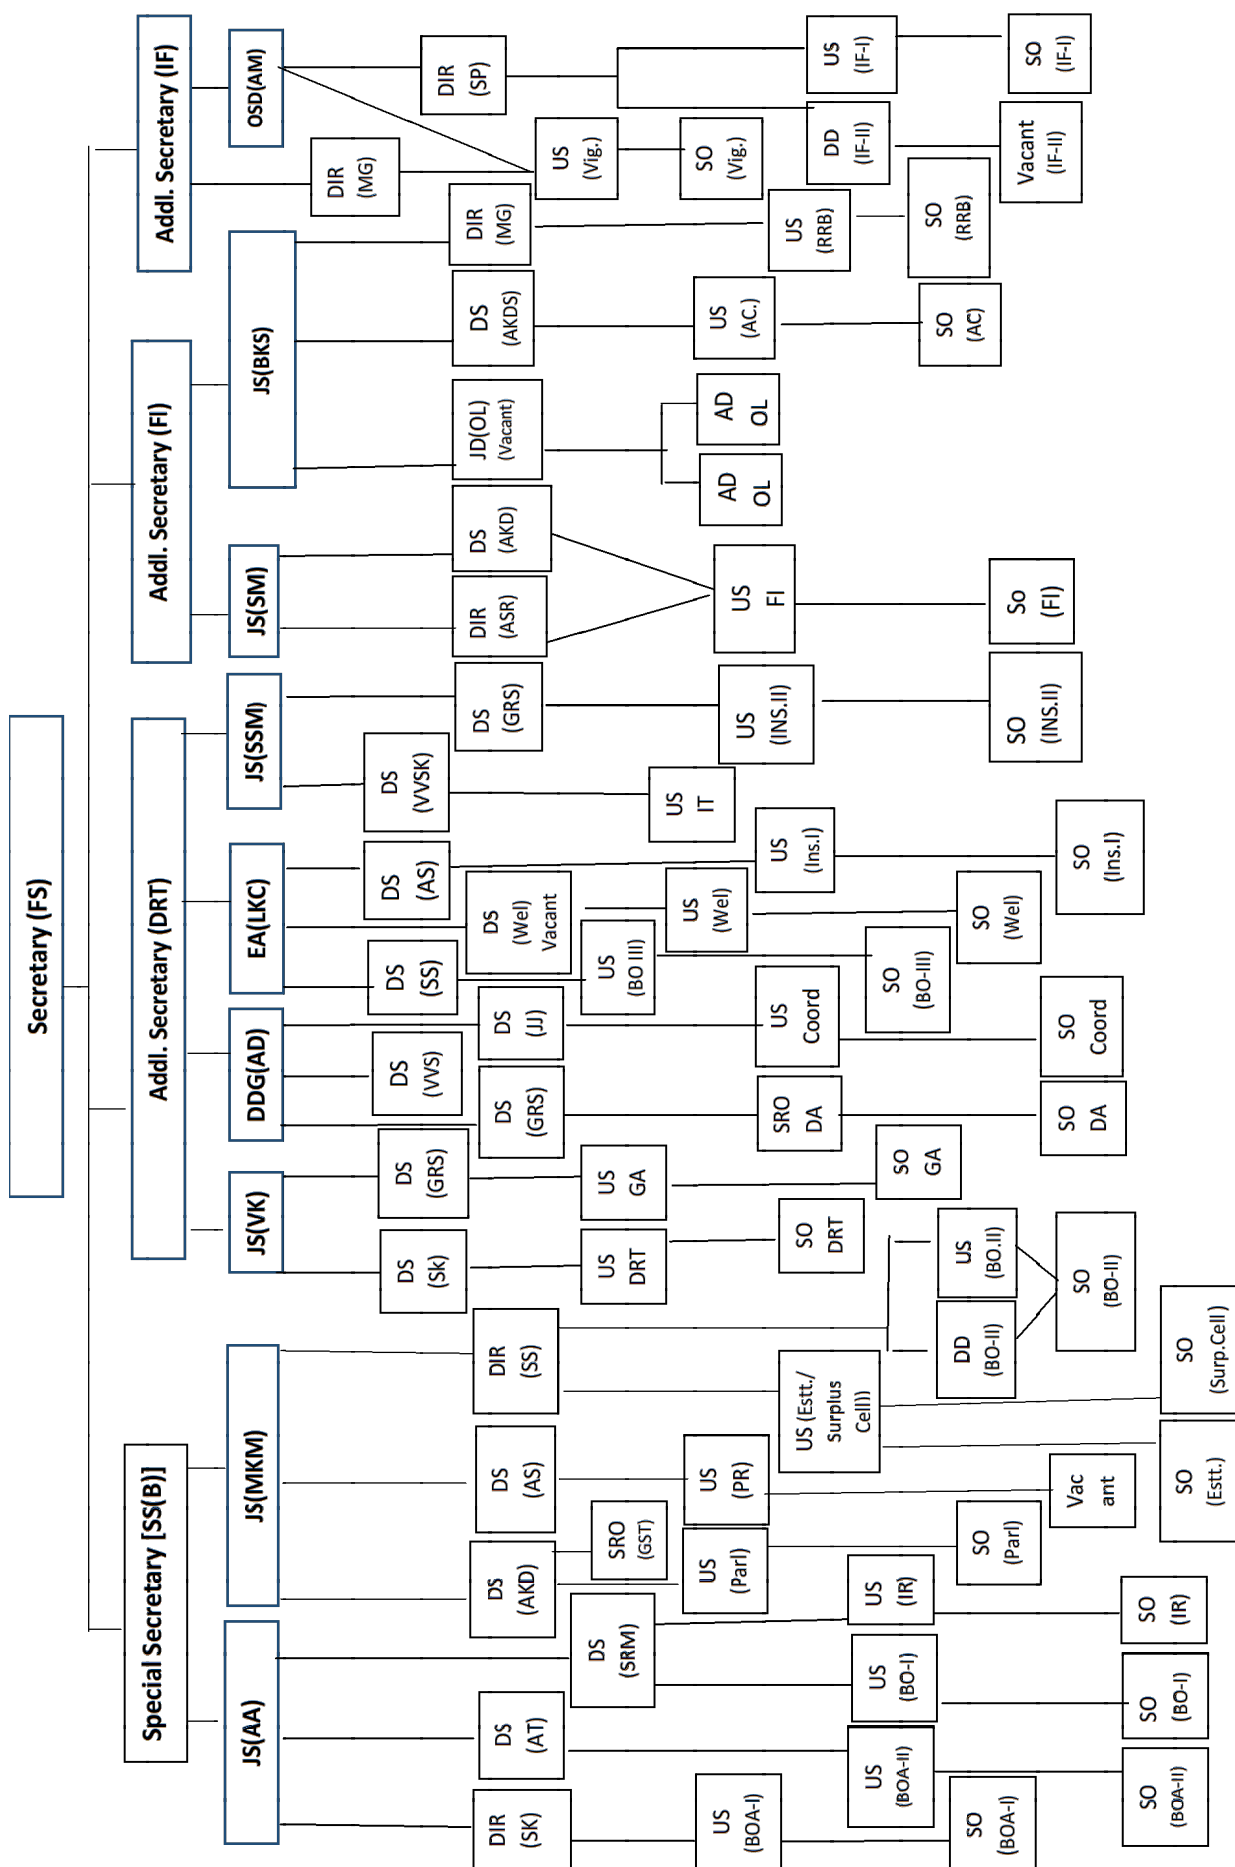 Secretary (FS)
Special Secretary [SS(B)]
Addl. Secretary (DRT)
Addl. Secretary (FI)
Addl. Secretary (IF)
JS(AA)
JS(MKM)
JS(VK)
DDG(AD)
EA(LKC)
JS(SSM)
JS(SM)
JS(BKS)
OSD(AM)
DIR
(MG)
DS
(Sk)
DS
(GRS)
DS
(VVS)
DS
(SS)
DS
(AS)
DS
(VVSK)
DIR
(SP)
DIR
(SK)
DS
(AT)
DS
(AKD)
DS
(AS)
DIR
(SS)
DS
(GRS)
DS
(JJ)
DS
(Wel)
Vacant
DS
(GRS)
DIR
(ASR)
DS
(AKD)
JD(OL)
(Vacant)
DS
(AKDS)
DIR
(MG)
US
(Vig.)
DS
(SRM)
SRO
(GST)
US
DRT
US
GA
US
(BO III)
US
(Wel)
US
IT
SO
(Vig.)
US
(BOA-I)
US
(Parl)
US
(PR)
US (Estt./
Surplus
Cell))
SO
DRT
SRO
DA
US
Coord
US
(Ins.I)
US
(INS.II)
US
FI
AD
OL
AD
OL
US
(AC.)
US
(RRB)
DD
(IF-II)
US
(IF-I)
US
(BOA-II)
US
(BO-I)
US
(IR)
SO
GA
SO
(BO-III)
SO
(BOA-I)
SO
(Parl)
DD
(BO-II)
US
(BO.II)
SO
(Wel)
SO
(AC)
SO
(RRB)
Vacant
(IF-II)
SO
(IF-I)
Vac
ant
SO
(BO-II)
SO
DA
SO
Coord
SO
(Ins.I)
SO
(INS.II)
So
(FI)
SO
(BOA-II)
SO
(BO-I)
SO
(IR)
SO
(Estt.)
SO
(Surp.Cell)